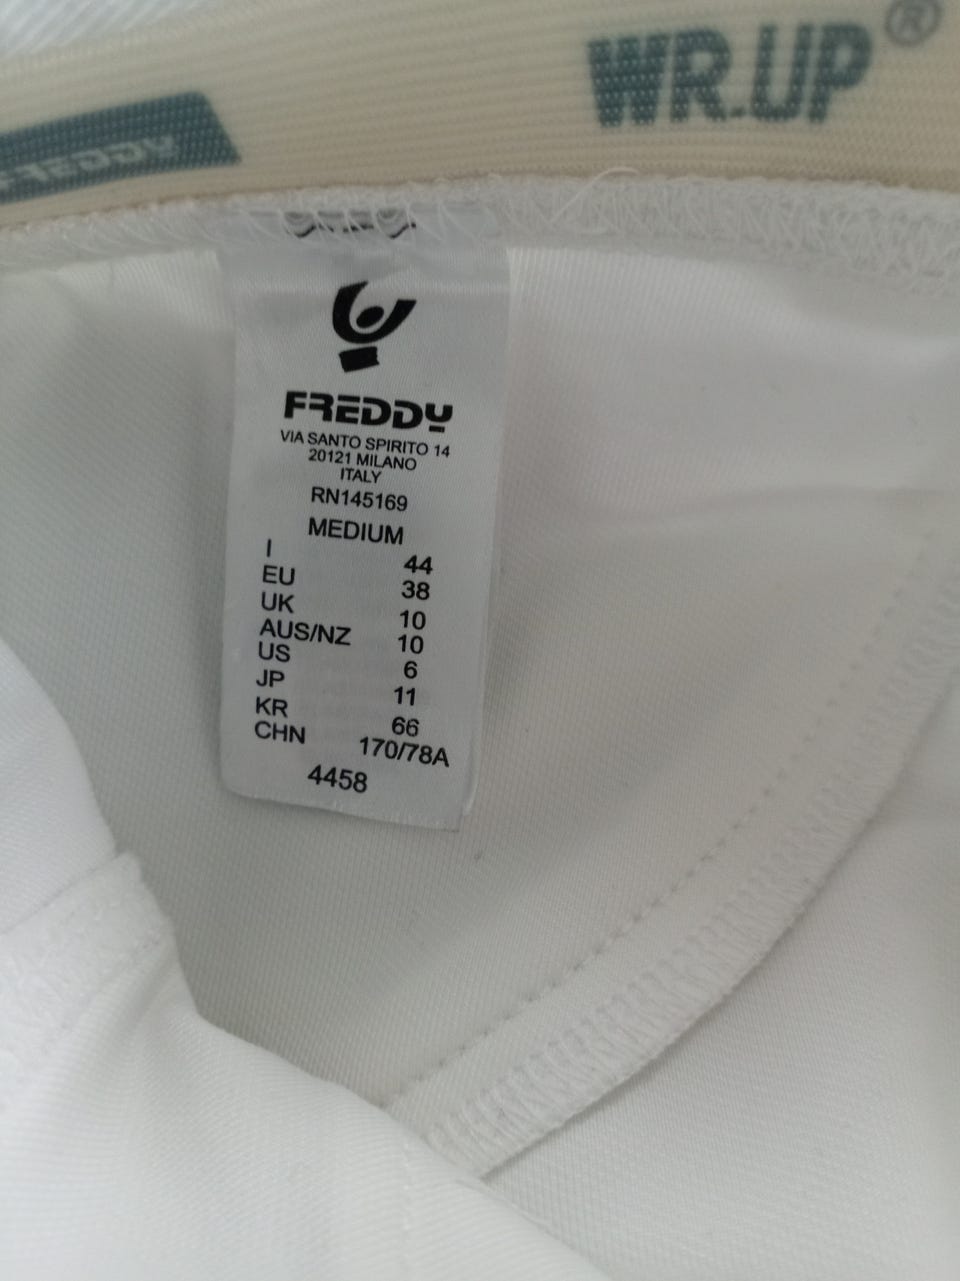 WR.UP®
FREDDY
FREDDY
VIA SANTO SPIRITO 14
20121 MILANO
ITALY
RN145169
MEDIUM
I 44
EU 38
UK 10
AUS/NZ 10
US 6
JP 11
KR 66
CHN 170/78A
4458